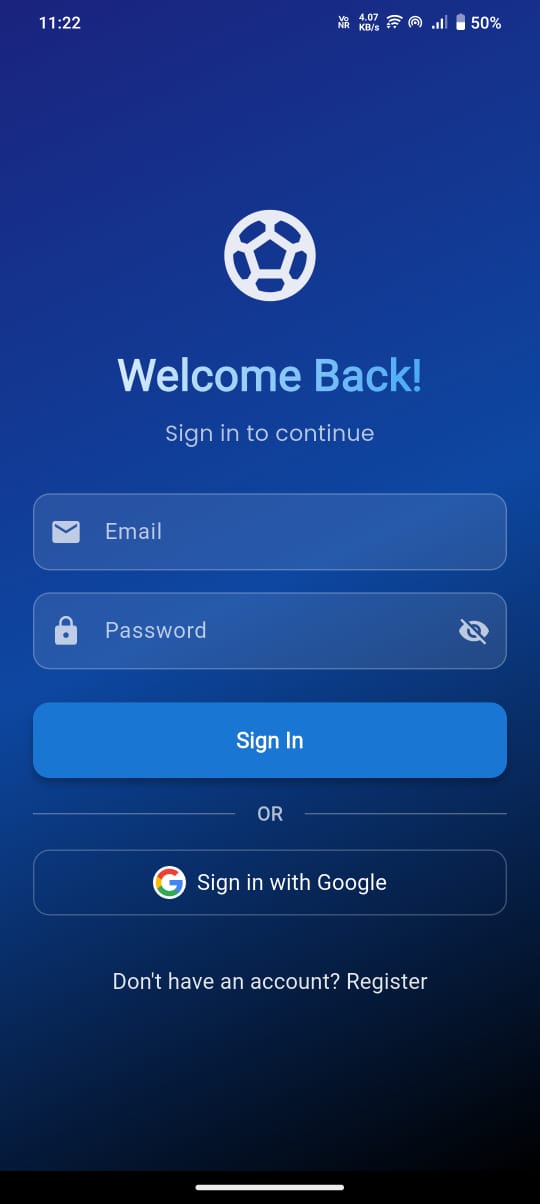 11:22
Vo
NR
4.07
KB/s
50%
Welcome Back!
Sign in to continue
Email
Password
Sign In
OR
Sign in with Google
Don't have an account? Register